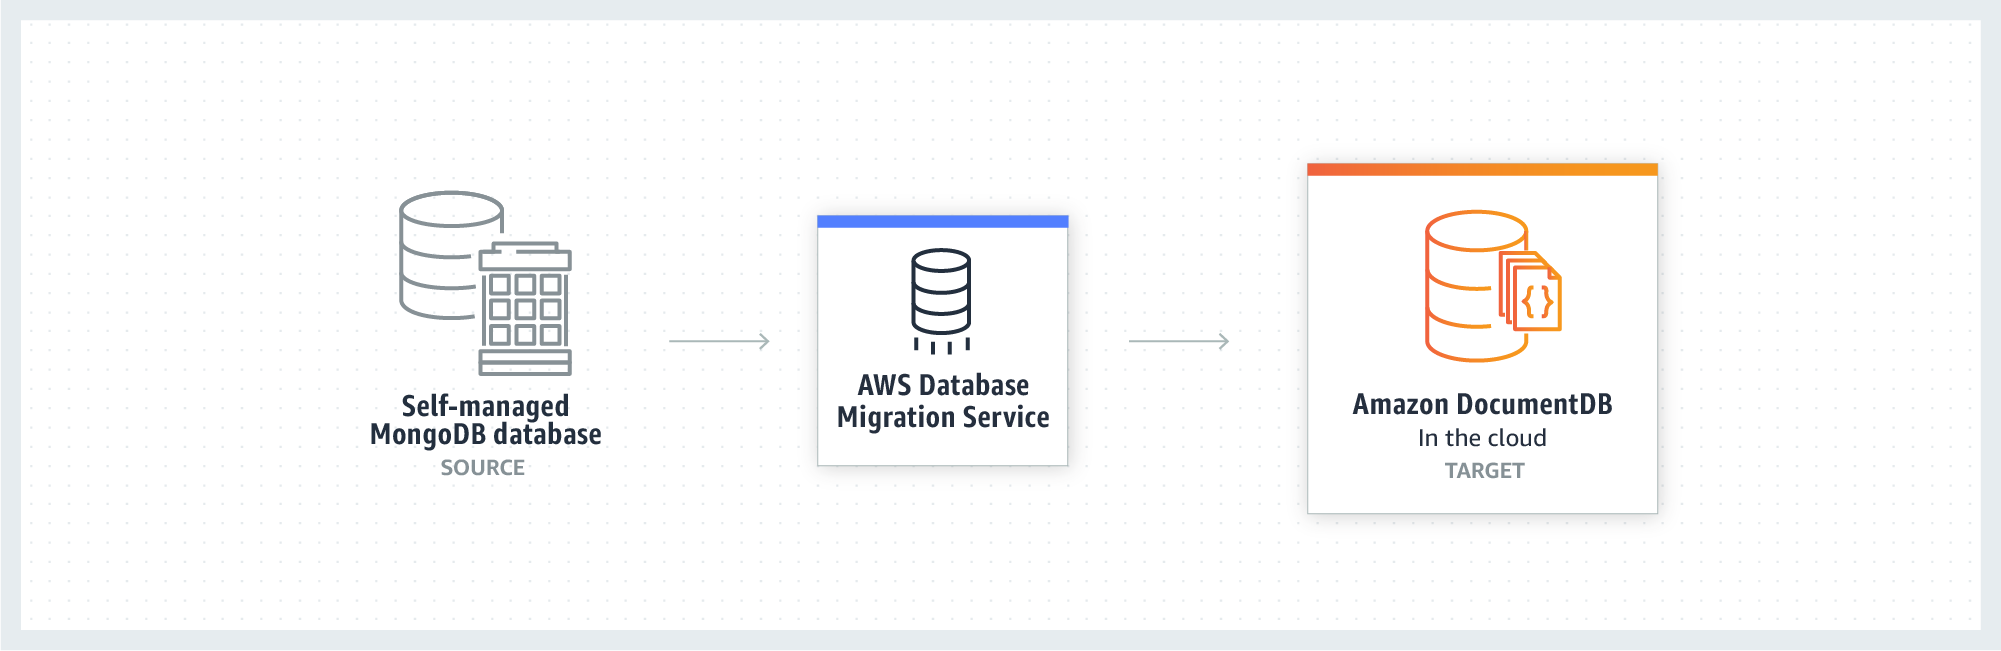 Self-managed
MongoDB database
SOURCE
AWS Database
Migration Service
{}
Amazon DocumentDB
In the cloud
TARGET